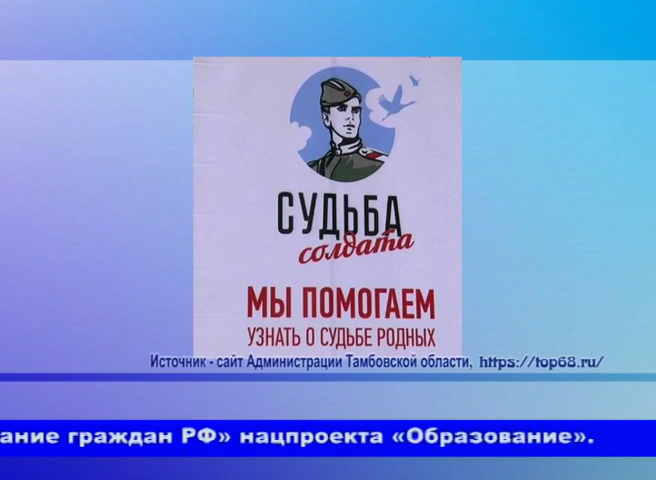 СУДЬБА
солдата
МЫ ПОМОГАЕМ
УЗНАТЬ О СУДЬБЕ РОДНЫХ
Источник - сайт Администрации Тамбовской области, https://top68.ru/
ание граждан РФ» нацпроекта «Образование».